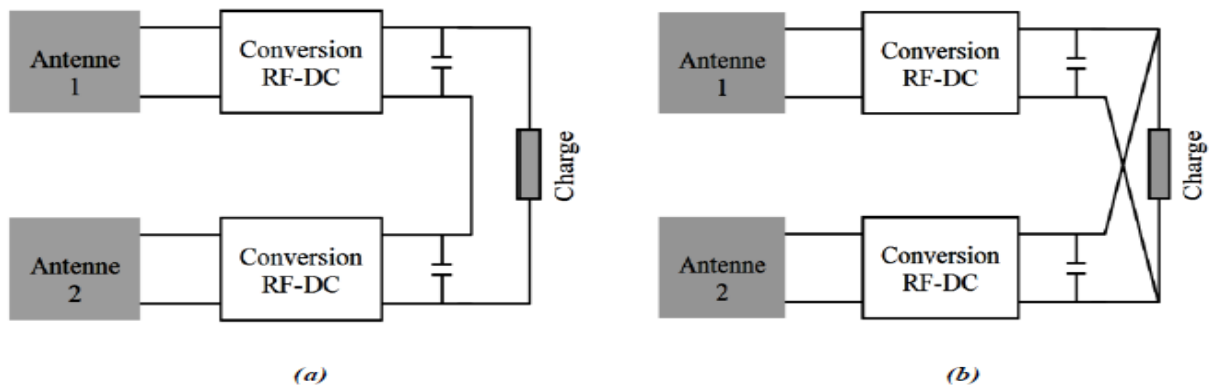 Antenne
1
Conversion
RF-DC
Charge
Antenne
2
Conversion
RF-DC
(a)
Antenne
1
Conversion
RF-DC
Charge
Antenne
2
Conversion
RF-DC
(b)